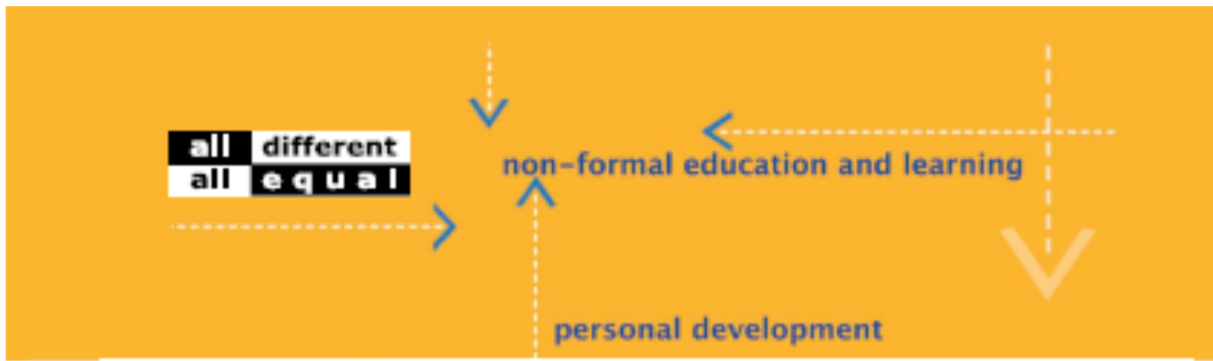 all different
all equal
non-formal education and learning
personal development